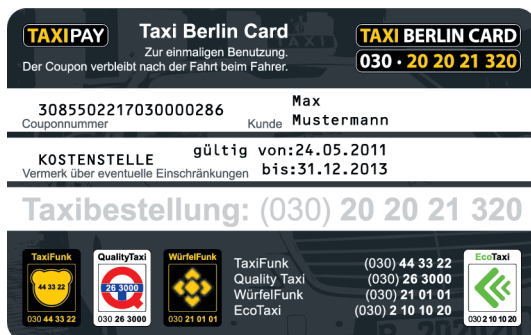 TAXIPAY
Taxi Berlin Card
Zur einmaligen Benutzung.
Der Coupon verbleibt nach der Fahrt beim Fahrer.
TAXI BERLIN CARD
030 · 20 20 21 320
3085502217030000286
Couponnummer
Max
Kunde Mustermann
KOSTENSTELLE
Vermerk über eventuelle Einschränkungen
gültig von:24.05.2011
bis:31.12.2013
Taxibestellung: (030) 20 20 21 320
TaxiFunk
44 33 22
030 44 33 22
QualityTaxi
26 3000
030 26 3000
WürfelFunk
030 21 01 01
TaxiFunk (030) 44 33 22
Quality Taxi (030) 26 3000
WürfelFunk (030) 21 01 01
EcoTaxi (030) 2 10 10 20
EcoTaxi
030 2 10 10 20